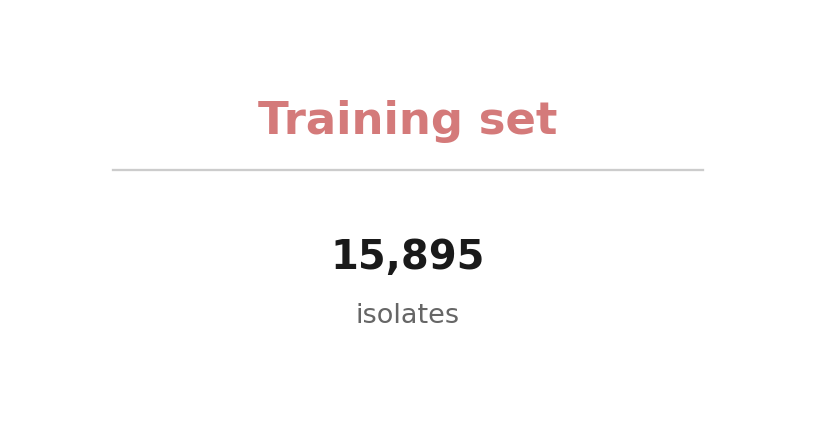 Training set
15,895
isolates